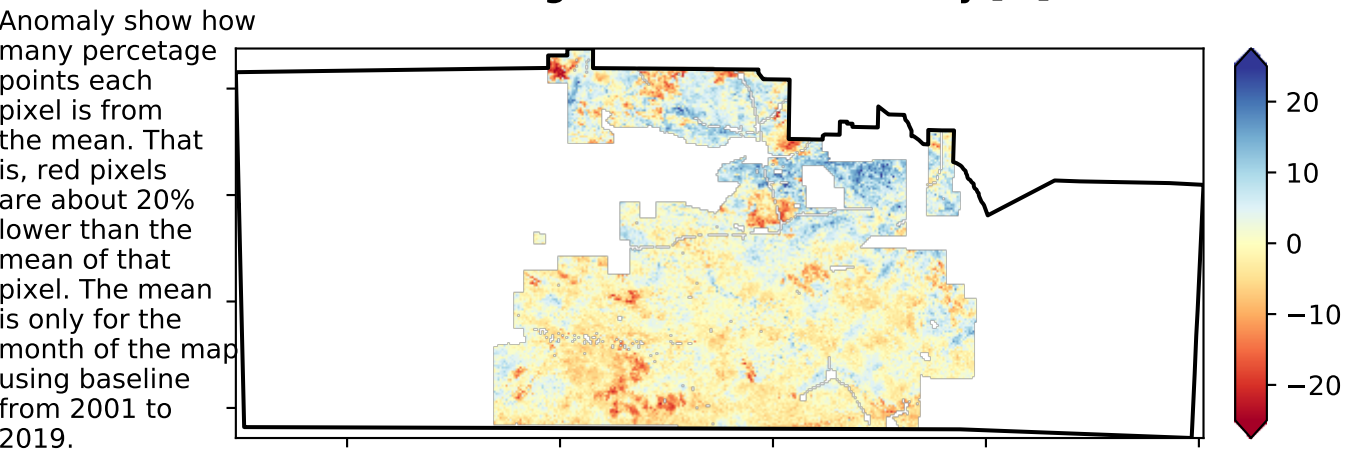 Anomaly show how
many percetage
points each
pixel is from
the mean. That
is, red pixels
are about 20%
lower than the
mean of that
pixel. The mean
is only for the
month of the map
using baseline
from 2001 to
2019.
20
10
0
−10
−20